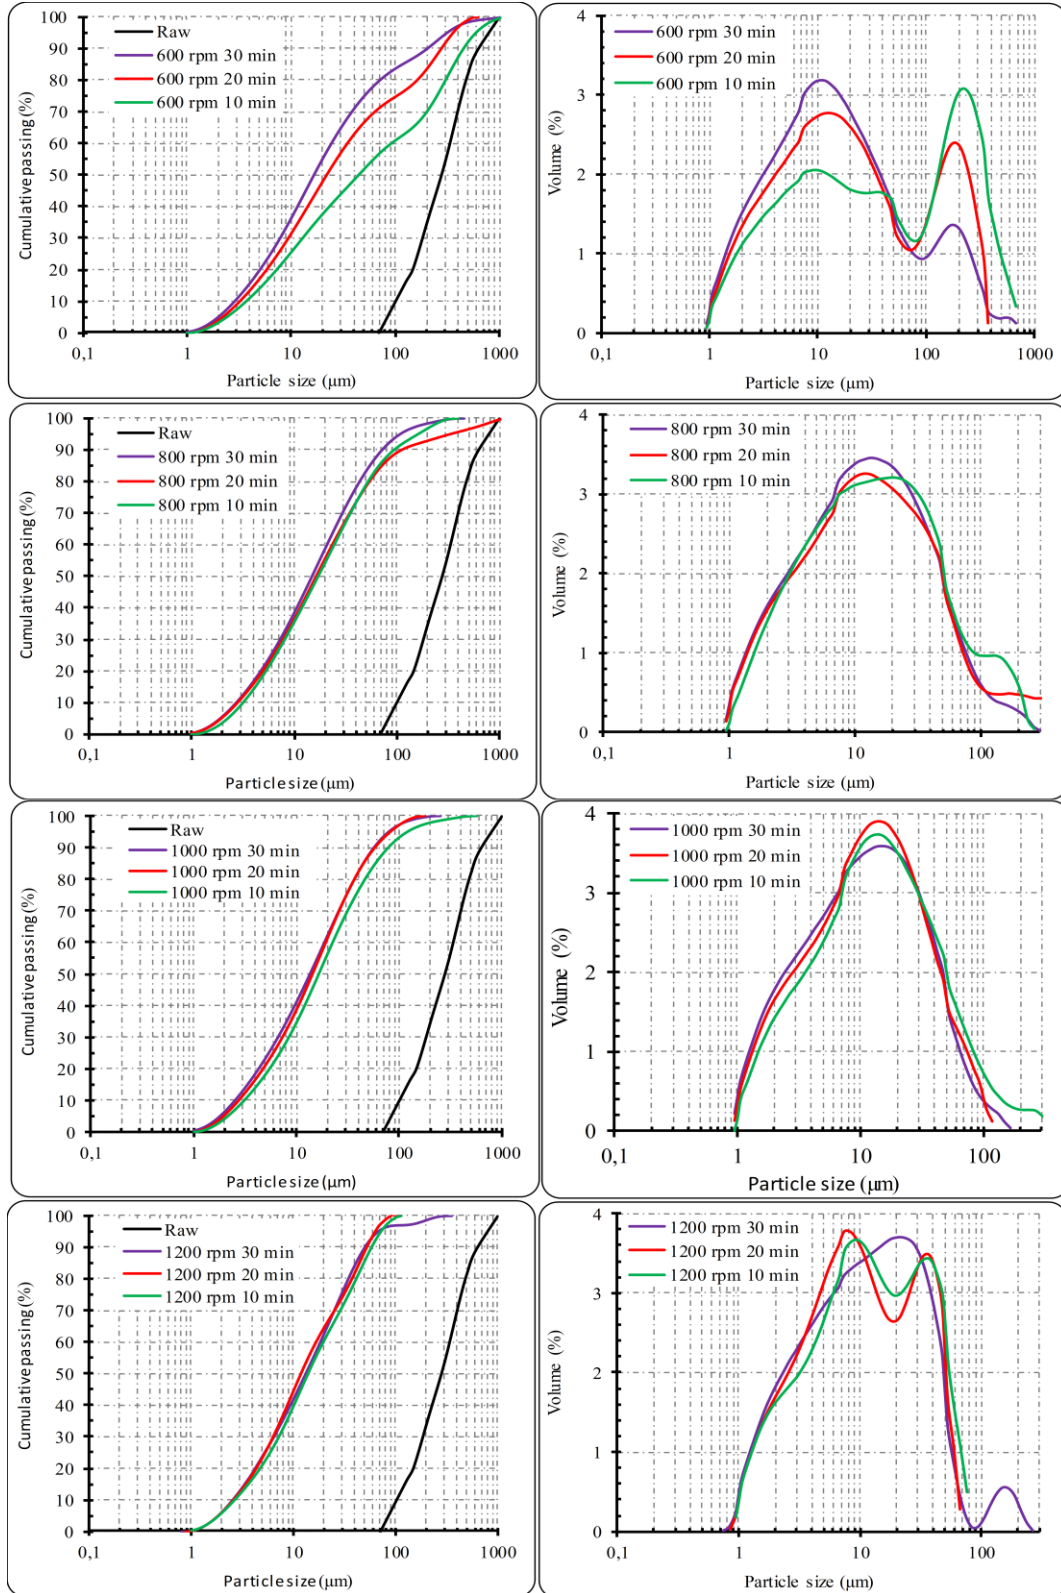 100
90
80
70
60
50
40
30
20
10
0
Cumulative passing (%)
Raw
600 rpm 30 min
600 rpm 20 min
600 rpm 10 min
0,1 1 10 100 1000
Particle size (µm)
4
3
2
1
0
Volume (%)
600 rpm 30 min
600 rpm 20 min
600 rpm 10 min
0,1 1 10 100 1000
Particle size (µm)
100
90
80
70
60
50
40
30
20
10
0
Cumulative passing (%)
Raw
800 rpm 30 min
800 rpm 20 min
800 rpm 10 min
0,1 1 10 100 1000
Particle size (µm)
4
3
2
1
0
Volume (%)
800 rpm 30 min
800 rpm 20 min
800 rpm 10 min
0,1 1 10 100
Particle size (µm)
100
90
80
70
60
50
40
30
20
10
0
Cumulative passing (%)
Raw
1000 rpm 30 min
1000 rpm 20 min
1000 rpm 10 min
0,1 1 10 100 1000
Particle size (µm)
4
3
2
1
0
Volume (%)
1000 rpm 30 min
1000 rpm 20 min
1000 rpm 10 min
0,1 1 10 100
Particle size (µm)
100
90
80
70
60
50
40
30
20
10
0
Cumulative passing (%)
Raw
1200 rpm 30 min
1200 rpm 20 min
1200 rpm 10 min
0,1 1 10 100 1000
Particle size (µm)
4
3
2
1
0
Volume (%)
1200 rpm 30 min
1200 rpm 20 min
1200 rpm 10 min
0,1 1 10 100
Particle size (µm)